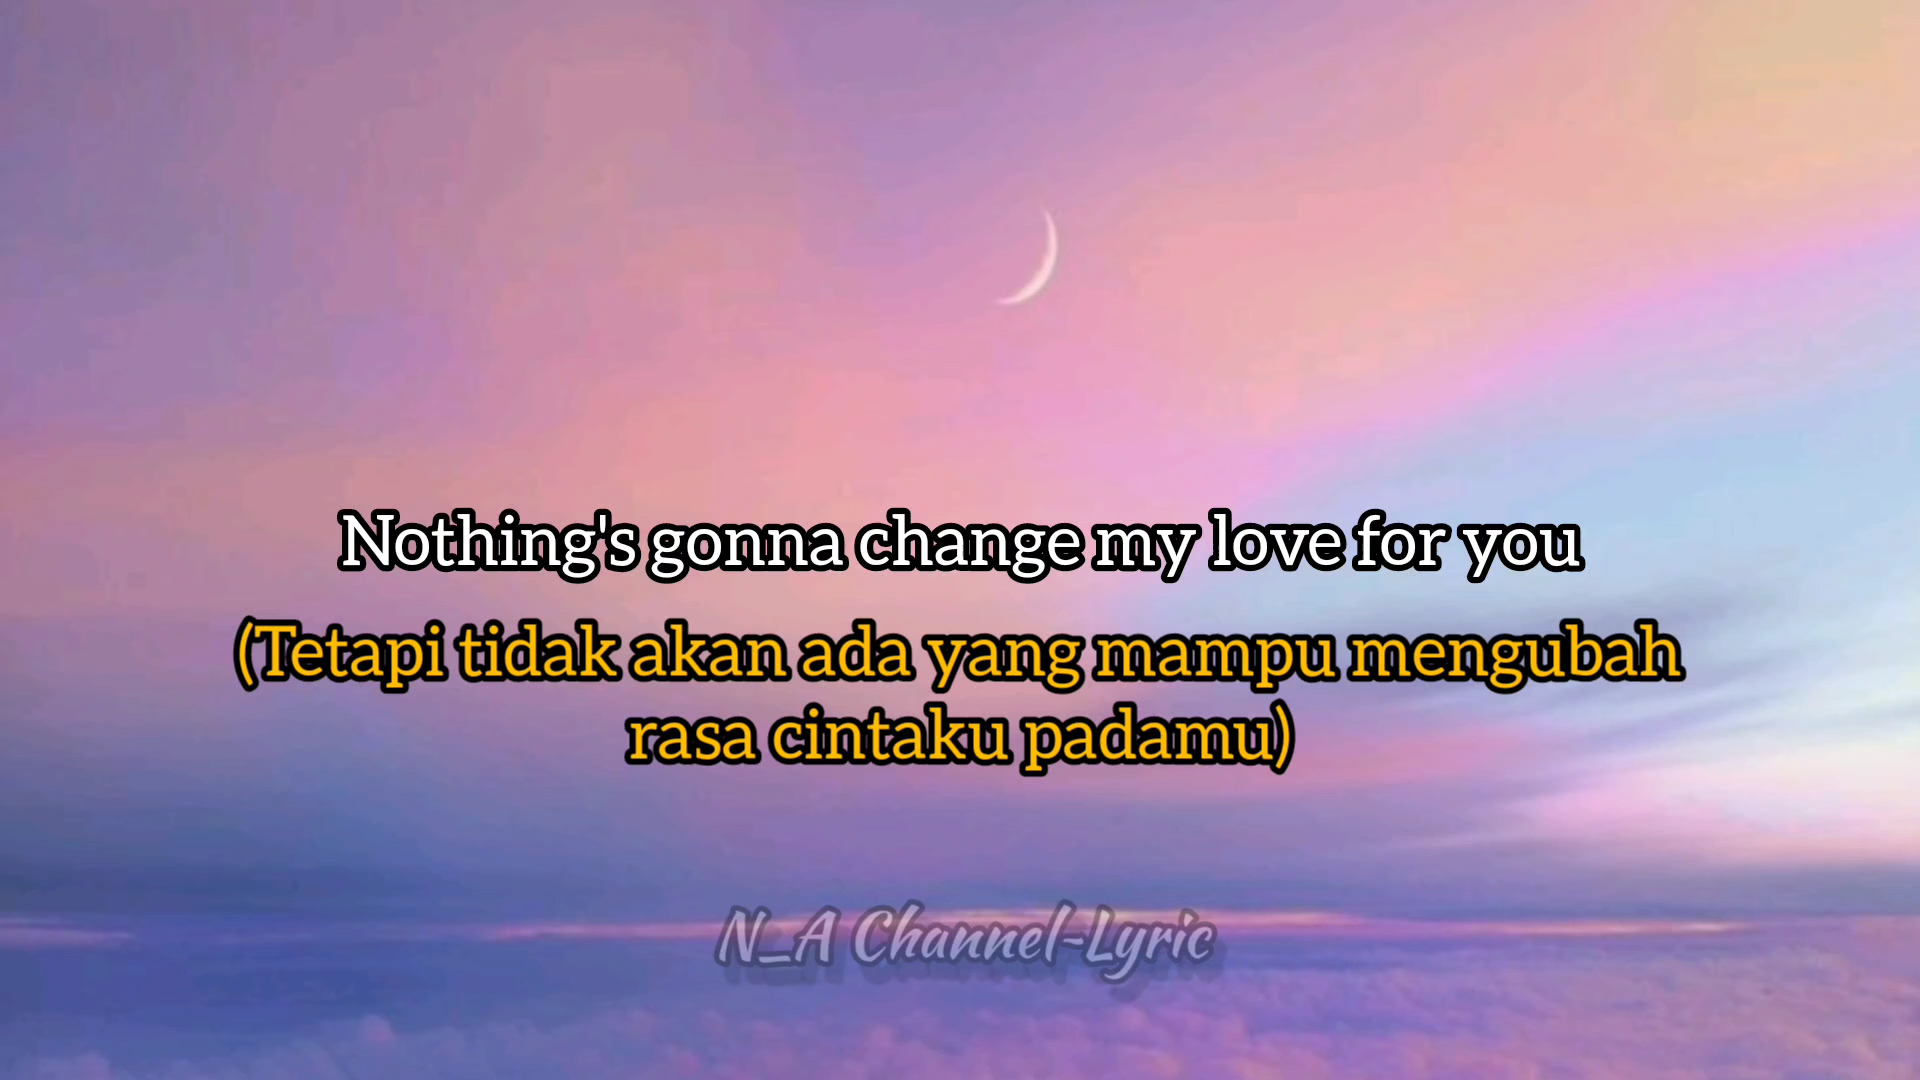 Nothing's gonna change my love for you
(Tetapi tidak akan ada yang mampu mengubah
rasa cintaku padamu)
N_A Channel-Lyric